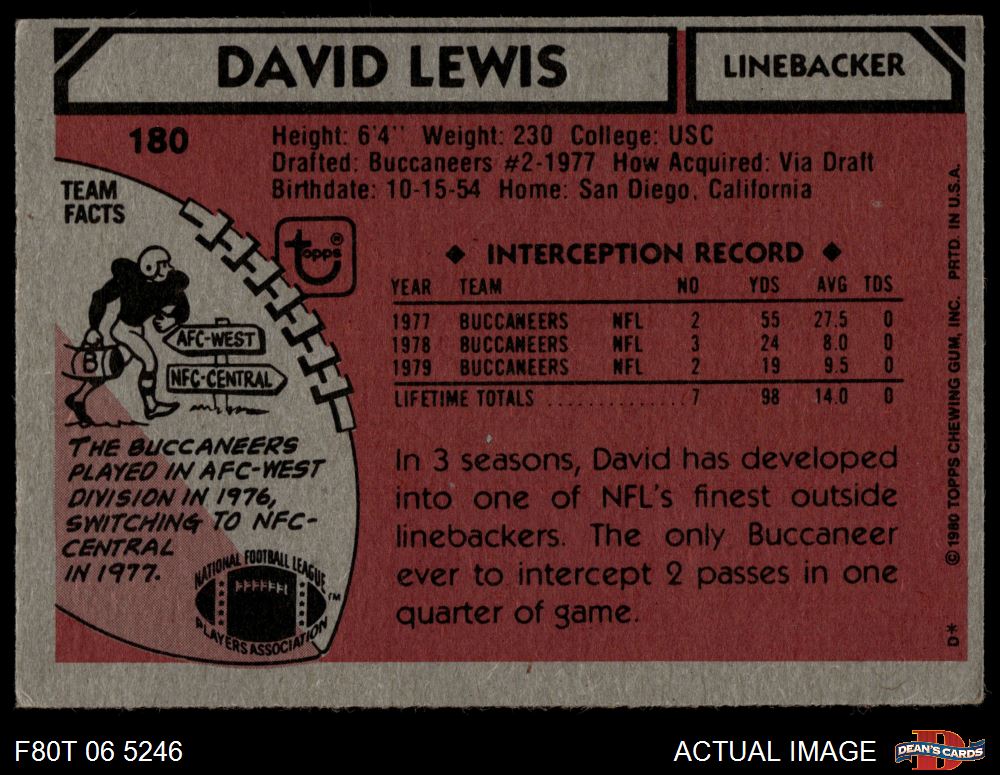 DAVID LEWIS
LINEBACKER
180
Height: 6'4'' Weight: 230 College: USC
Drafted: Buccaneers #2-1977 How Acquired: Via Draft
Birthdate: 10-15-54 Home: San Diego, California
TEAM
FACTS
topps®
AFC-WEST
NFC-CENTRAL
B
THE BUCCANEERS
PLAYED IN AFC-WEST
DIVISION IN 1976,
SWITCHING TO NFC-
CENTRAL
IN 1977.
NATIONAL FOOTBALL LEAGUE
PLAYERS ASSOCIATION
TM
◆ INTERCEPTION RECORD ◆
YEAR TEAM NO YDS AVG TDS
1977 BUCCANEERS NFL 2 55 27.5 0
1978 BUCCANEERS NFL 3 24 8.0 0
1979 BUCCANEERS NFL 2 19 9.5 0
LIFETIME TOTALS ............. 7 98 14.0 0
In 3 seasons, David has developed
into one of NFL's finest outside
linebackers. The only Buccaneer
ever to intercept 2 passes in one
quarter of game.
D* ©1980 TOPPS CHEWING GUM, INC. PRTD. IN U.S.A.
F80T 06 5246
ACTUAL IMAGE
DEAN'S CARDS